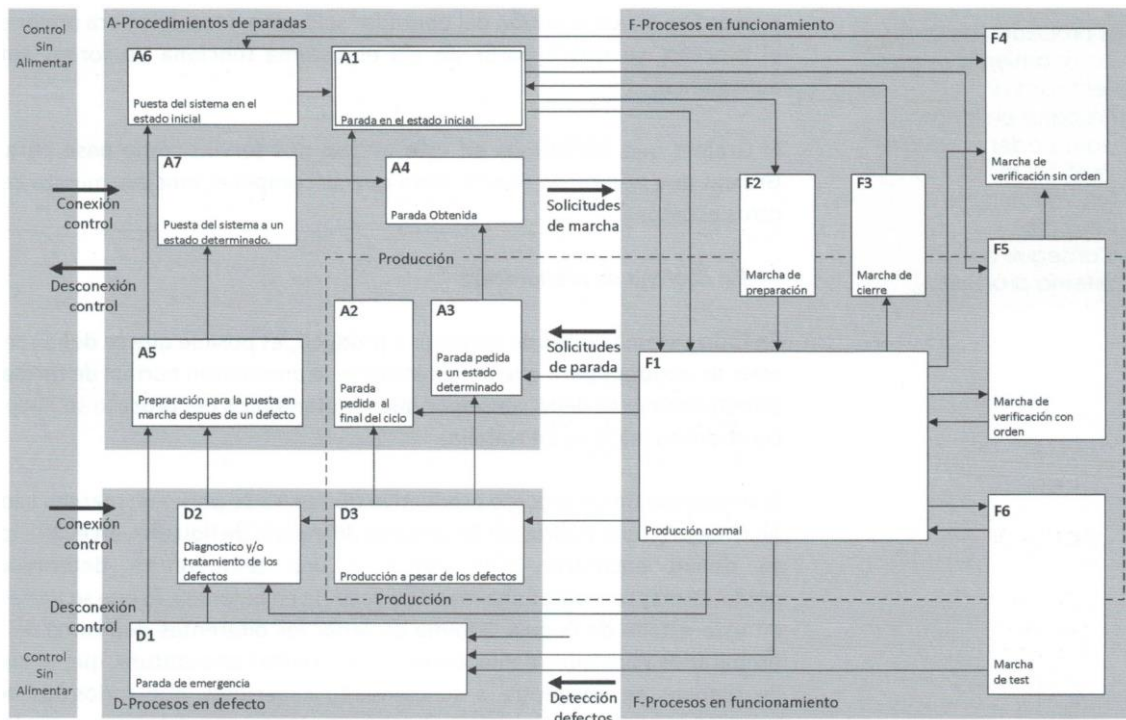 Control
Sin
Alimentar
A-Procedimientos de paradas
F-Procesos en funcionamiento
A6
Puesta del sistema en el
estado inicial
A1
Parada en el estado inicial
F4
Marcha de
verificación sin orden
A7
Puesta del sistema a un
estado determinado.
A4
Parada Obtenida
Conexión
control
Solicitudes
de marcha
F2
Marcha de
preparación
F3
Marcha de
cierre
Desconexión
control
Producción
F5
Marcha de
verificación con
orden
A2
Parada
pedida al
final del ciclo
A3
Parada pedida
a un estado
determinado
Solicitudes
de parada
A5
Prepraración para la puesta en
marcha despues de un defecto
F1
Producción normal
Conexión
control
D2
Diagnostico y/o
tratamiento de los
defectos
D3
Producción a pesar de los defectos
F6
Marcha
de test
Producción
Desconexión
control
D1
Parada de emergencia
Control
Sin
Alimentar
D-Procesos en defecto
Detección
defectos
F-Procesos en funcionamiento